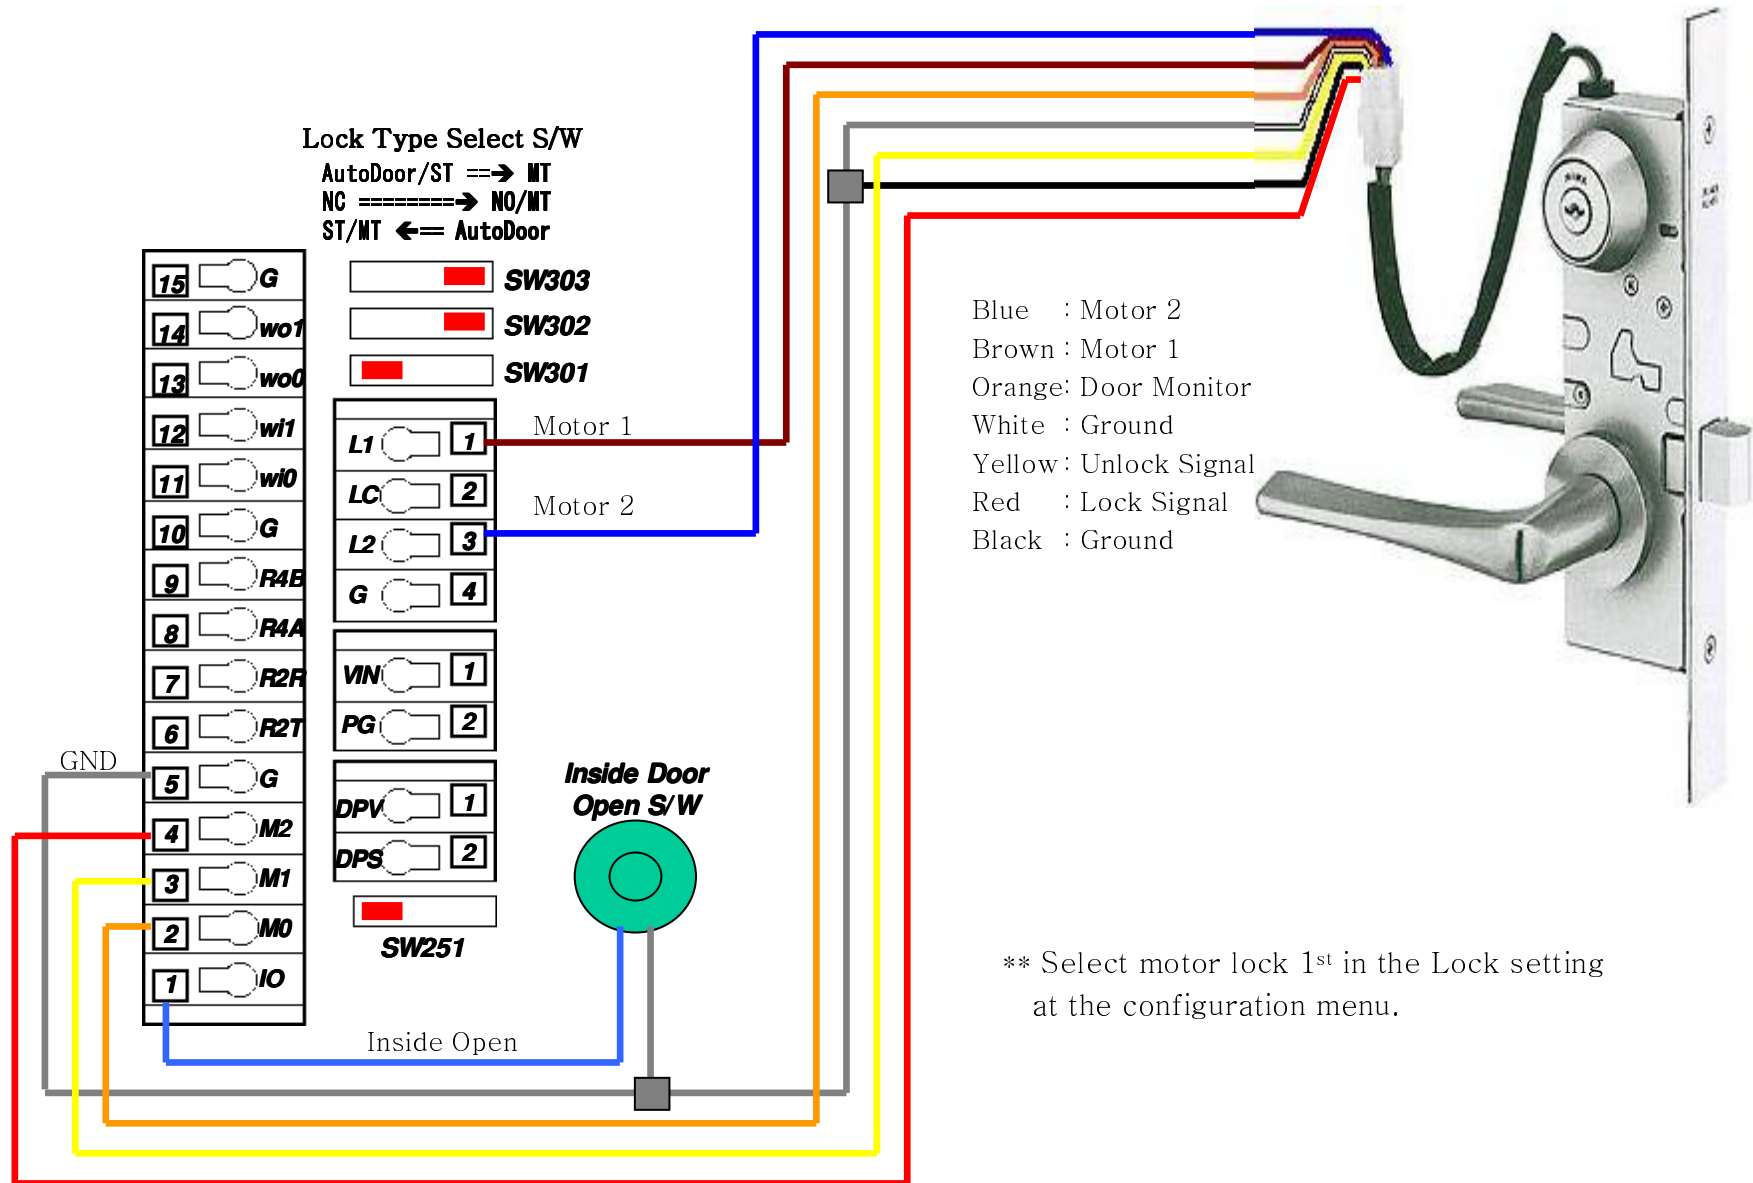 Lock Type Select S/W
AutoDoor/ST ==➔ MT
NC ========➔ NO/MT
ST/MT ←== AutoDoor
SW303
SW302
SW301
15 G
14 wo1
13 wo0
12 wi1
11 wi0
10 G
9 R4B
8 R4A
7 R2R
6 R2T
5 G
4 M2
3 M1
2 M0
1 IO
GND
L1 1
LC 2
L2 3
G 4
Motor 1
Motor 2
VIN 1
PG 2
DPV 1
DPS 2
SW251
Inside Door
Open S/W
Inside Open
Blue : Motor 2
Brown : Motor 1
Orange: Door Monitor
White : Ground
Yellow : Unlock Signal
Red : Lock Signal
Black : Ground
** Select motor lock 1st in the Lock setting
at the configuration menu.